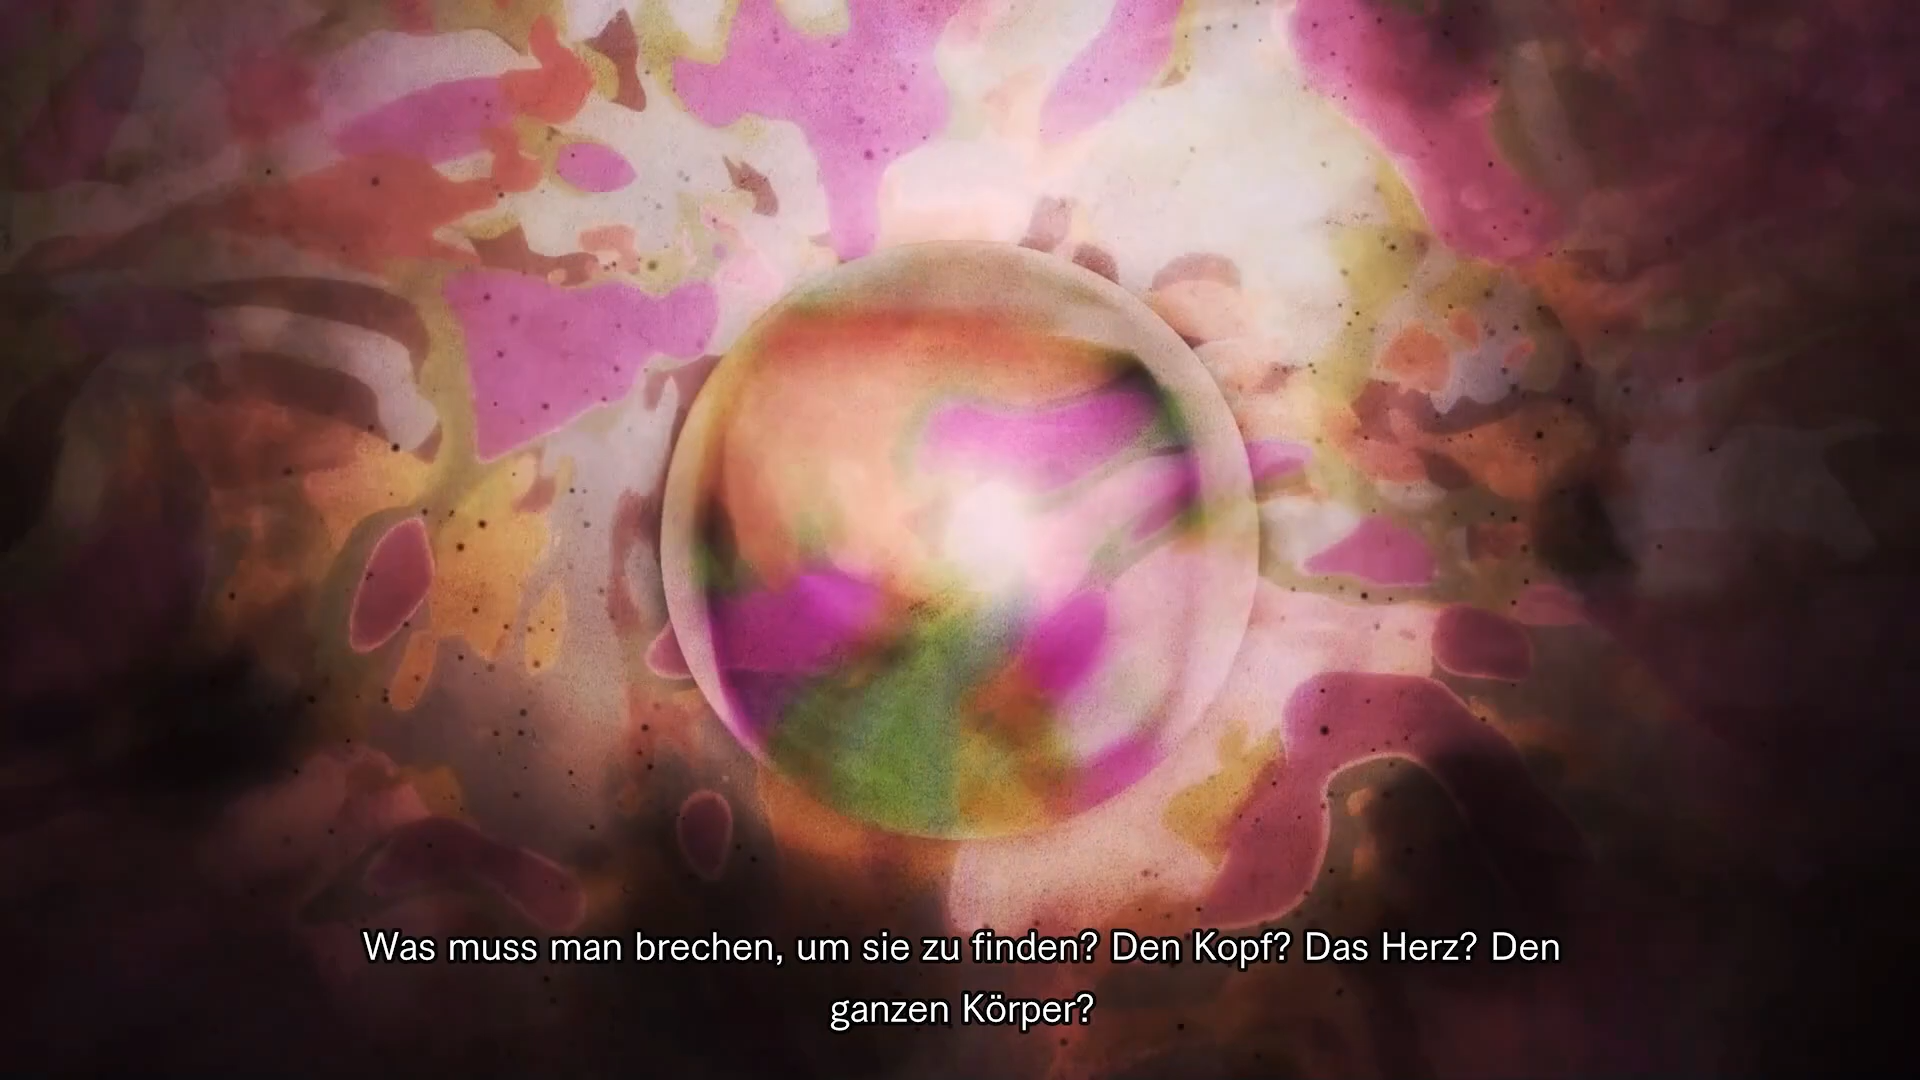 Was muss man brechen, um sie zu finden? Den Kopf? Das Herz? Den
ganzen Körper?